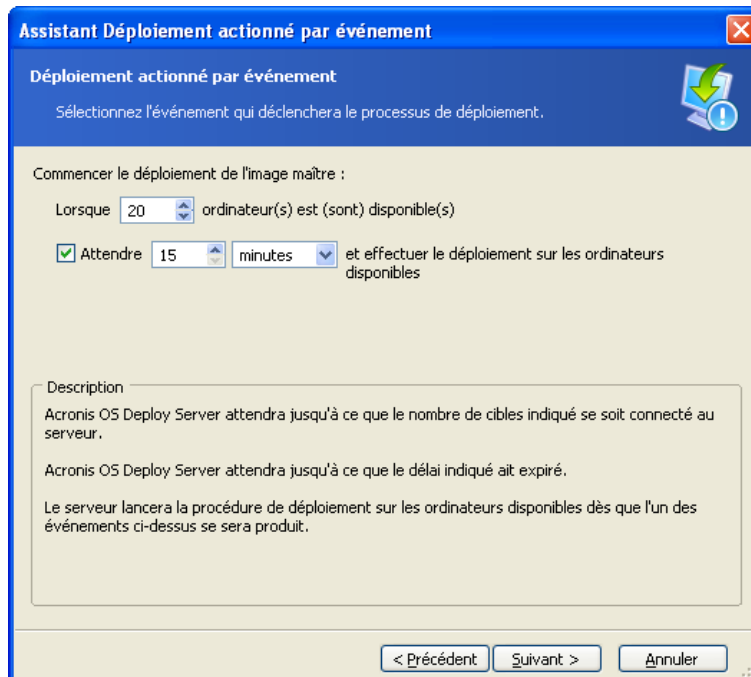 Assistant Déploiement actionné par événement
Déploiement actionné par événement
Sélectionnez l'événement qui déclenchera le processus de déploiement.
Commencer le déploiement de l'image maître :
Lorsque 20 ordinateur(s) est (sont) disponible(s)
Attendre 15 minutes et effectuer le déploiement sur les ordinateurs
disponibles
Description
Acronis OS Deploy Server attendra jusqu'à ce que le nombre de cibles indiqué se soit connecté au
serveur.
Acronis OS Deploy Server attendra jusqu'à ce que le délai indiqué ait expiré.
Le serveur lancera la procédure de déploiement sur les ordinateurs disponibles dès que l'un des
événements ci-dessus se sera produit.
< Précédent Suivant > Annuler